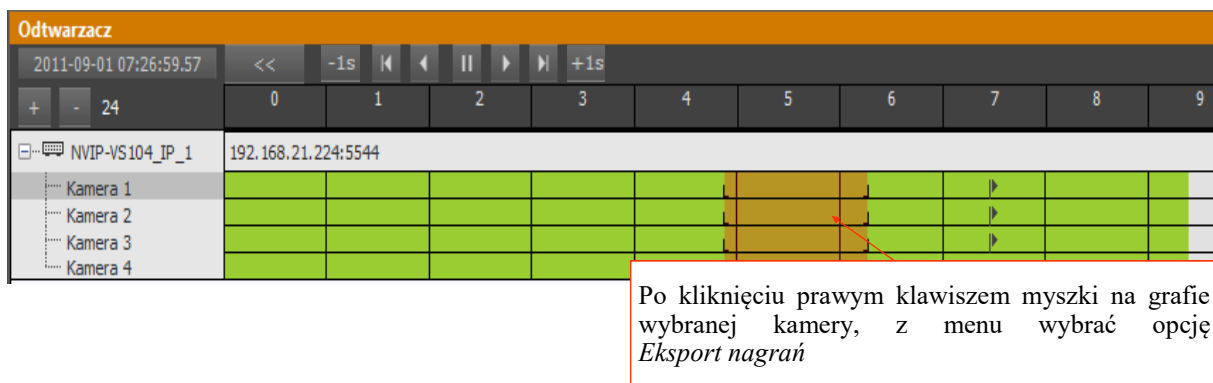 Odtwarzacz
2011-09-01 07:26:59.57 << -1s +1s
+ - 24 0 1 2 3 4 5 6 7 8 9
NVIP-VS104_IP_1 192.168.21.224:5544
Kamera 1
Kamera 2
Kamera 3
Kamera 4
Po kliknięciu prawym klawiszem myszki na grafie
wybranej kamery, z menu wybrać opcję
Eksport nagrań